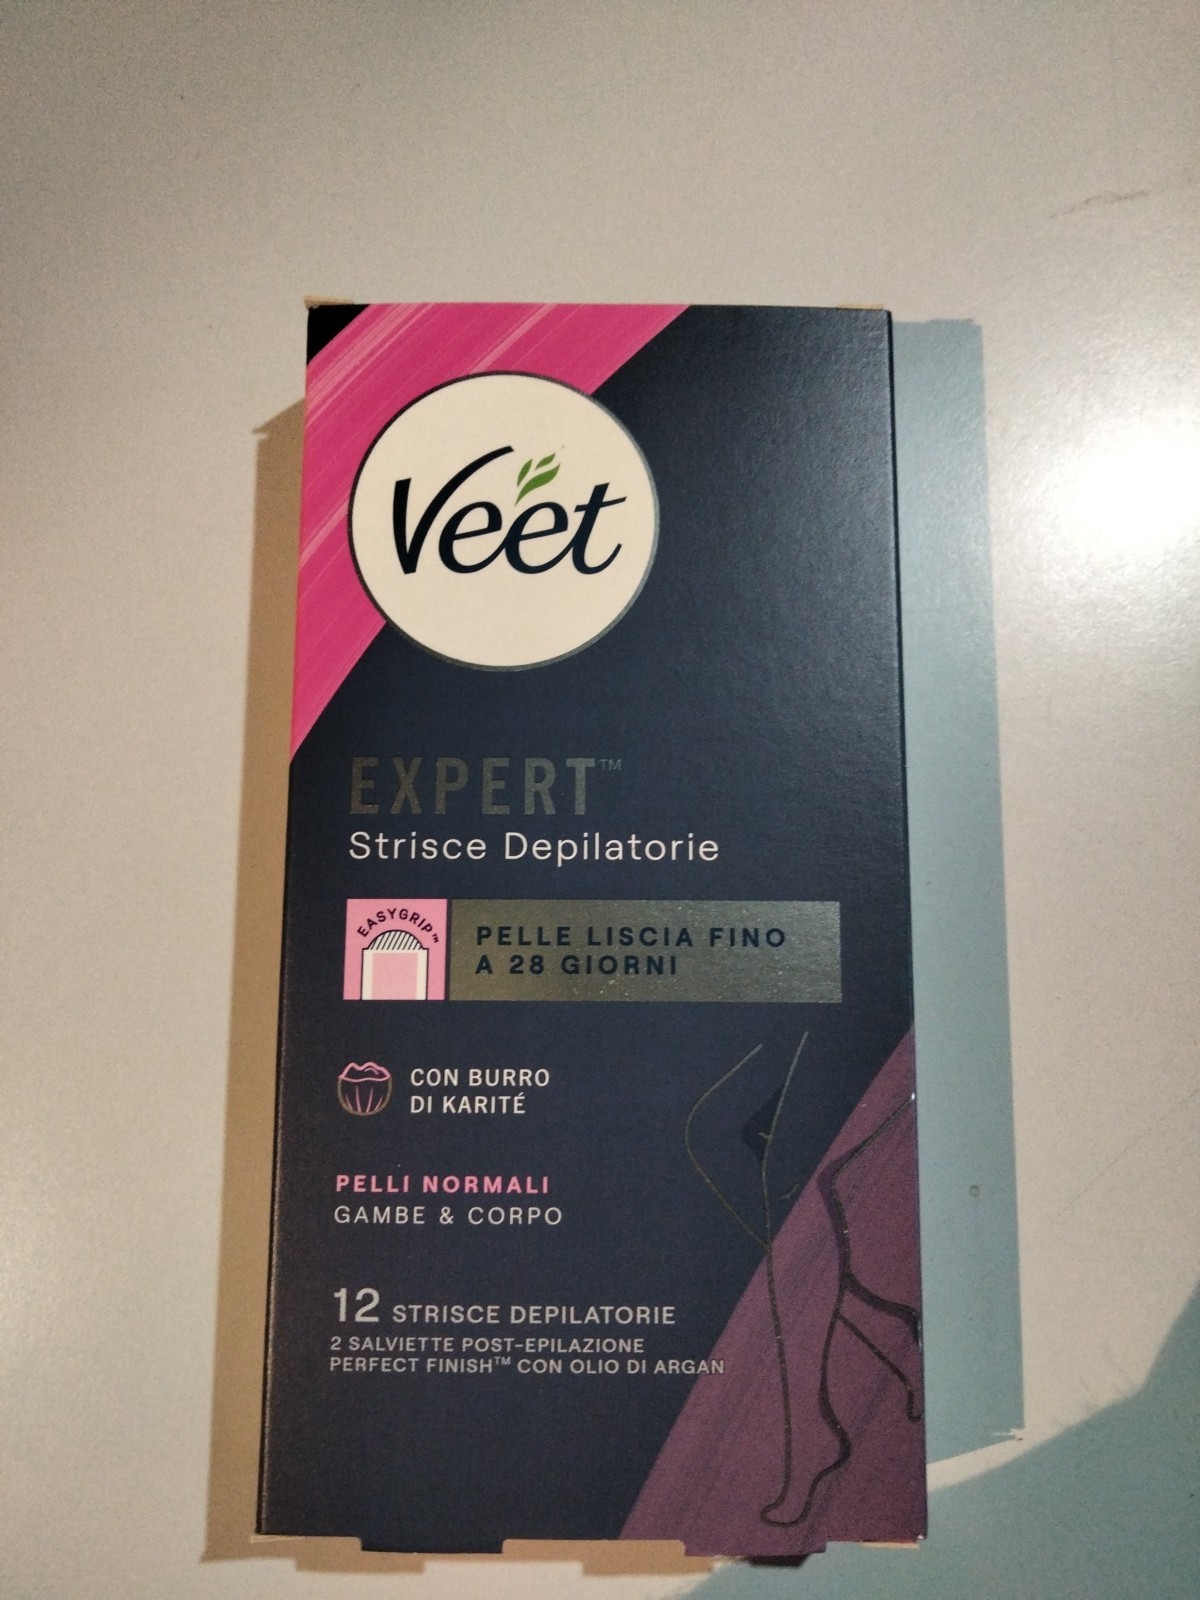 Veet
EXPERT™
Strisce Depilatorie
EASYGRIP™
PELLE LISCIA FINO
A 28 GIORNI
CON BURRO
DI KARITÉ
PELLI NORMALI
GAMBE & CORPO
12 STRISCE DEPILATORIE
2 SALVIETTE POST-EPILAZIONE
PERFECT FINISH™ CON OLIO DI ARGAN